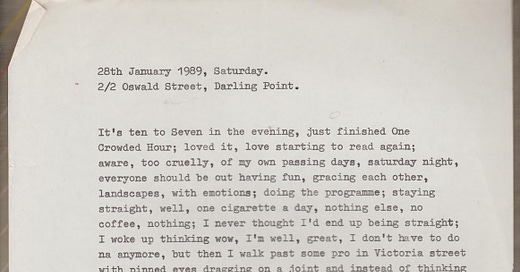 28th January 1989, Saturday.
2/2 Oswald Street, Darling Point.
It's ten to Seven in the evening, just finished One
Crowded Hour; loved it, love starting to read again;
aware, too cruelly, of my own passing days, saturday night,
everyone should be out having fun, gracing each other,
landscapes, with emotions; doing the programme; staying
straight, well, one cigarette a day, nothing else, no
coffee, nothing; I never thought I'd end up being straight;
I woke up thinking wow, I'm well, great, I don't have to do
na anymore, but then I walk past some pro in Victoria street
with pinned eyes dragging on a joint and instead of thinking